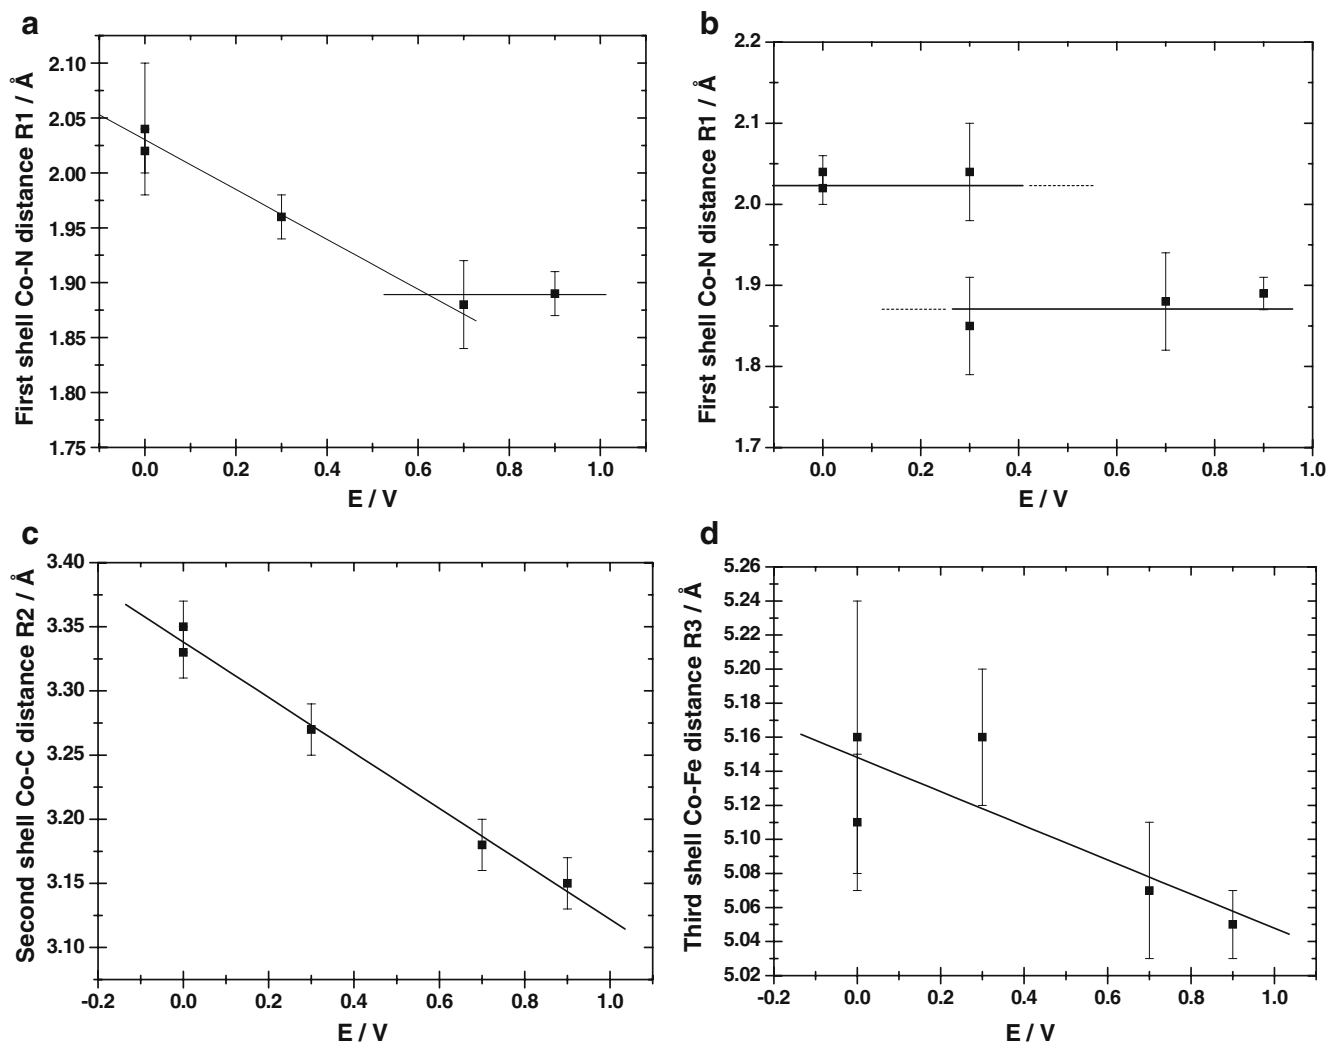 a
First shell Co-N distance R1 / Å
2.10
2.05
2.00
1.95
1.90
1.85
1.80
1.75
0.0 0.2 0.4 0.6 0.8 1.0
E / V
b
First shell Co-N distance R1 / Å
2.2
2.1
2.0
1.9
1.8
1.7
0.0 0.2 0.4 0.6 0.8 1.0
E / V
c
Second shell Co-C distance R2 / Å
3.40
3.35
3.30
3.25
3.20
3.15
3.10
-0.2 0.0 0.2 0.4 0.6 0.8 1.0
E / V
d
Third shell Co-Fe distance R3 / Å
5.26
5.24
5.22
5.20
5.18
5.16
5.14
5.12
5.10
5.08
5.06
5.04
5.02
-0.2 0.0 0.2 0.4 0.6 0.8 1.0
E / V